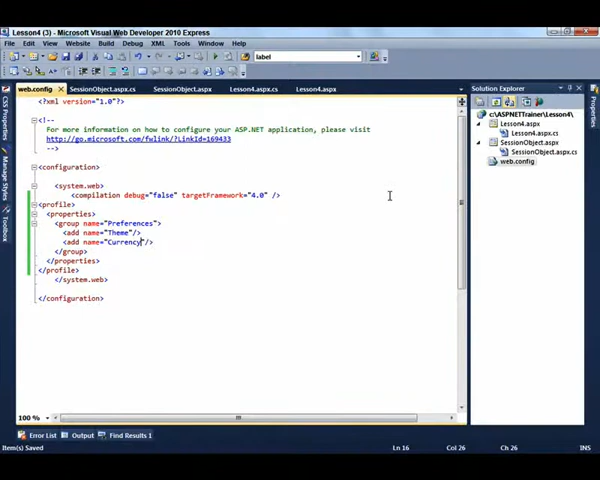 Lesson4 (3) - Microsoft Visual Web Developer 2010 Express
File Edit View Website Build Debug XML Tools Window Help
label
web.config SessionObject.aspx.cs SessionObject.aspx Lesson4.aspx.cs Lesson4.aspx
Solution Explorer
CSS Properties
Manage Styles
Toolbox
<?xml version="1.0"?>
<!--
For more information on how to configure your ASP.NET application, please visit
http://go.microsoft.com/fwlink/?LinkId=169433
-->
<configuration>
<system.web>
<compilation debug="false" targetFramework="4.0" />
<profile>
<properties>
<group name="Preferences">
<add name="Theme"/>
<add name="Currency"/>
</group>
</properties>
</profile>
</system.web>
</configuration>
c:\ASPNETTrainer\Lesson4\
Lesson4.aspx
Lesson4.aspx.cs
SessionObject.aspx
SessionObject.aspx.cs
web.config
100 %
Error List Output Find Results 1
Item(s) Saved Ln 16 Col 26 Ch 26 INS